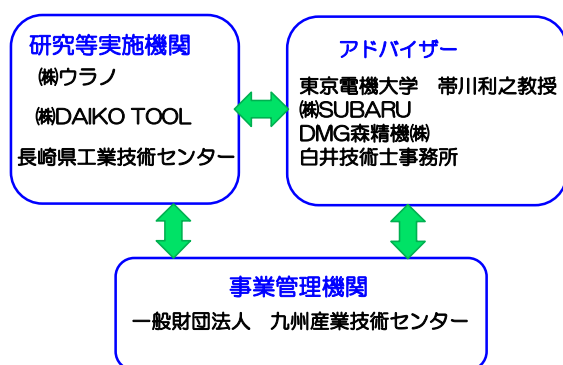 研究等実施機関
㈱ウラノ
㈱DAIKO TOOL
長崎県工業技術センター
アドバイザー
東京電機大学　帯川利之教授
㈱SUBARU
DMG森精機㈱
白井技術士事務所
事業管理機関
一般財団法人　九州産業技術センター